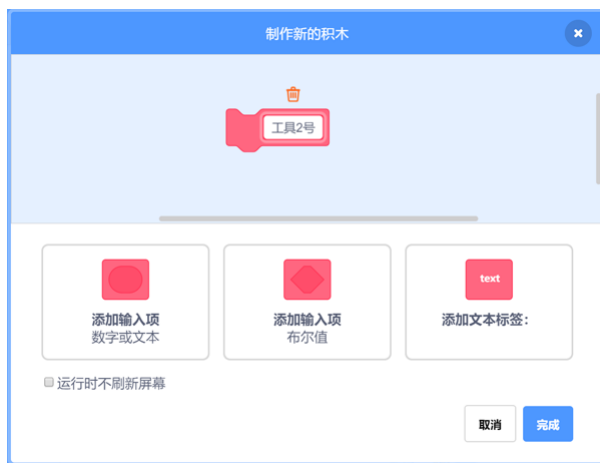 制作新的积木
工具2号
text
添加输入项
数字或文本
添加输入项
布尔值
添加文本标签：
运行时不刷新屏幕
取消
完成